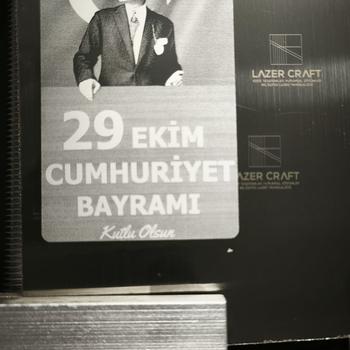 29 EKİM
CUMHURİYET
BAYRAMI
Kutlu Olsun
LAZER CRAFT
LAZER CRAFT